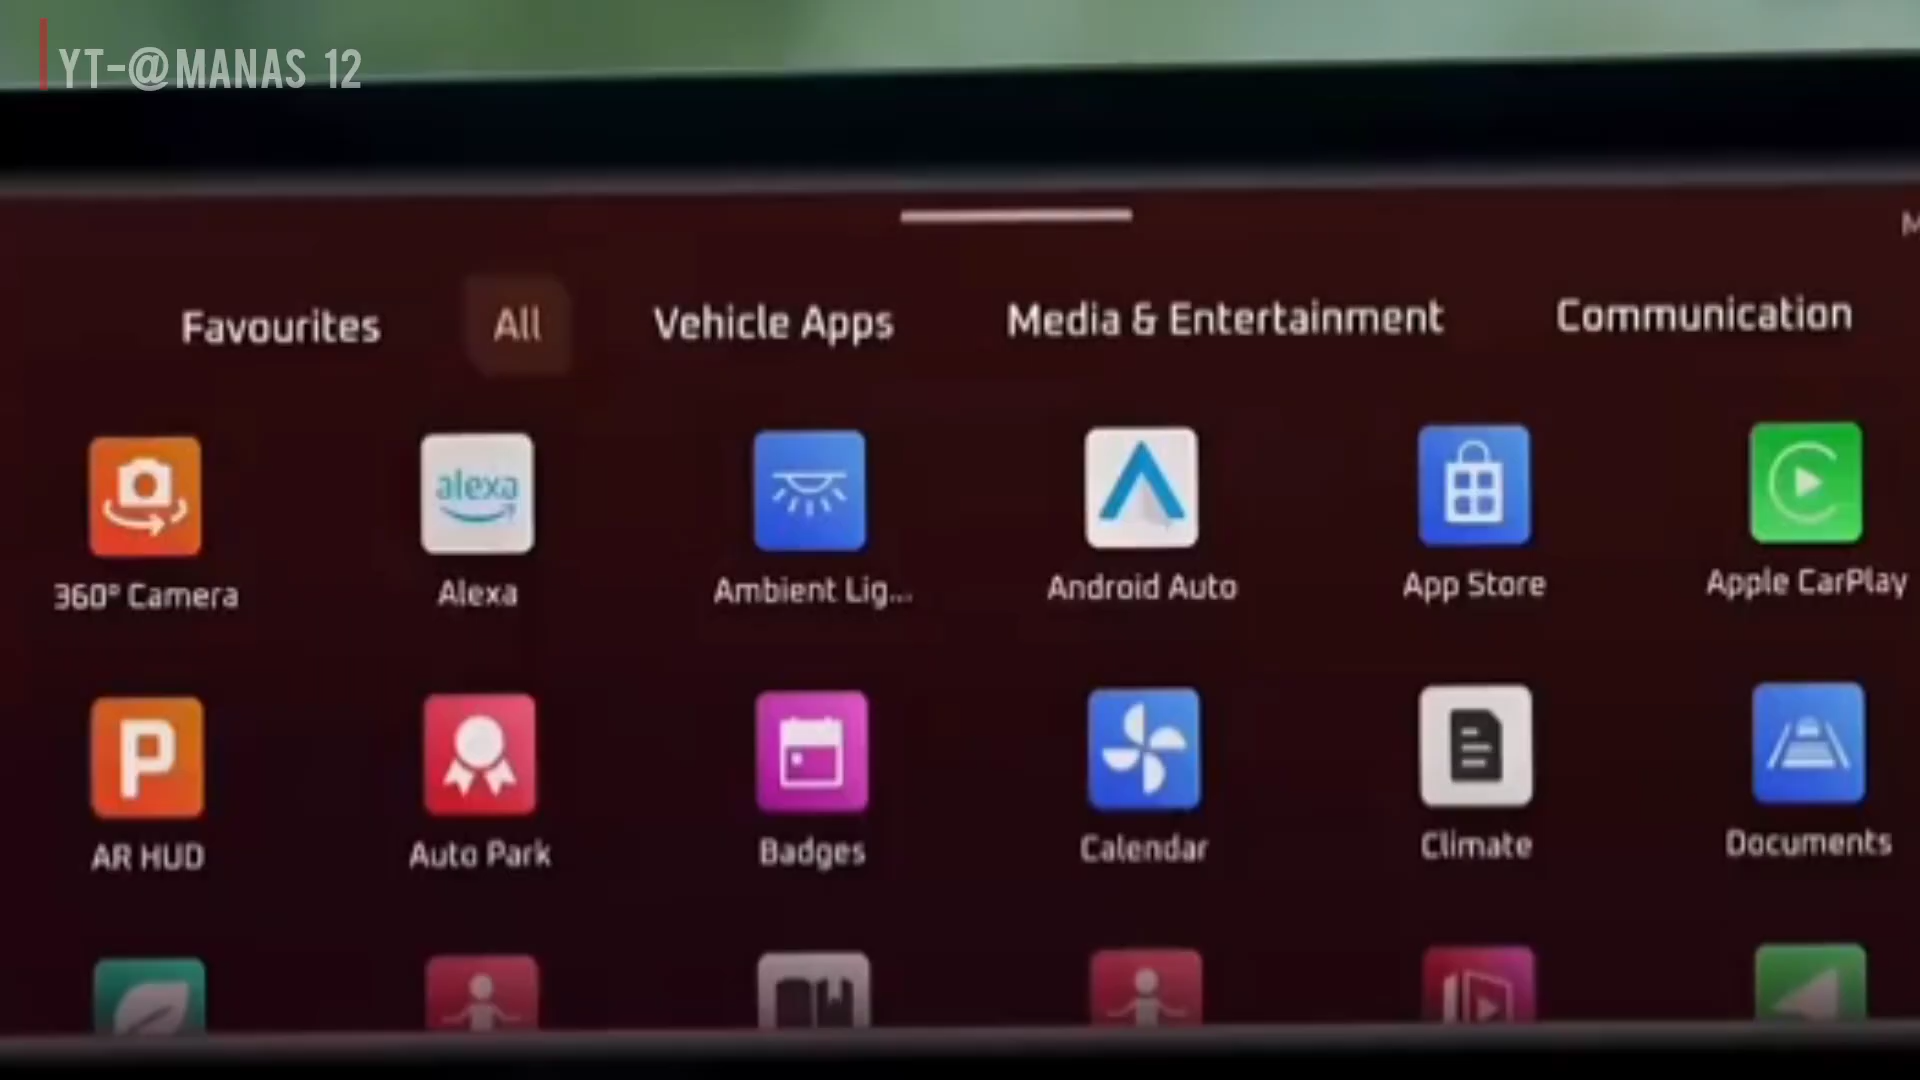 YT-@MANAS 12
M
Favourites All Vehicle Apps Media & Entertainment Communication
alexa
360° Camera Alexa Ambient Lig... Android Auto App Store Apple CarPlay
P
AR HUD Auto Park Badges Calendar Climate Documents